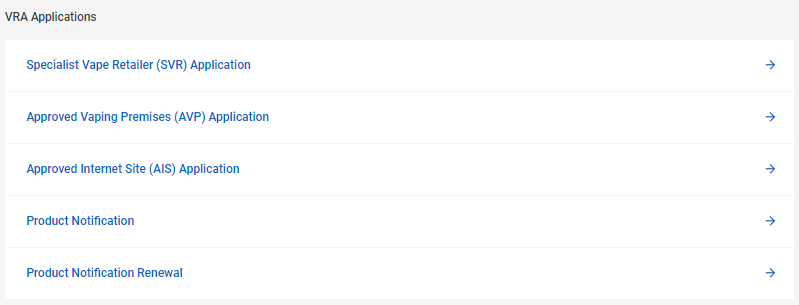 VRA Applications
Specialist Vape Retailer (SVR) Application
Approved Vaping Premises (AVP) Application
Approved Internet Site (AIS) Application
Product Notification
Product Notification Renewal